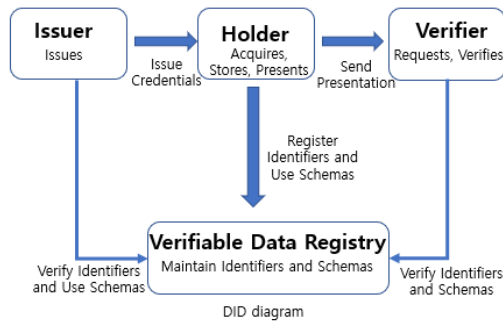 Issuer
Issues
Issue
Credentials
Holder
Acquires,
Stores, Presents
Send
Presentation
Verifier
Requests, Verifies
Register
Identifiers and
Use Schemas
Verifiable Data Registry
Maintain Identifiers and Schemas
Verify Identifiers
and Use Schemas
Verify Identifiers
and Schemas
DID diagram